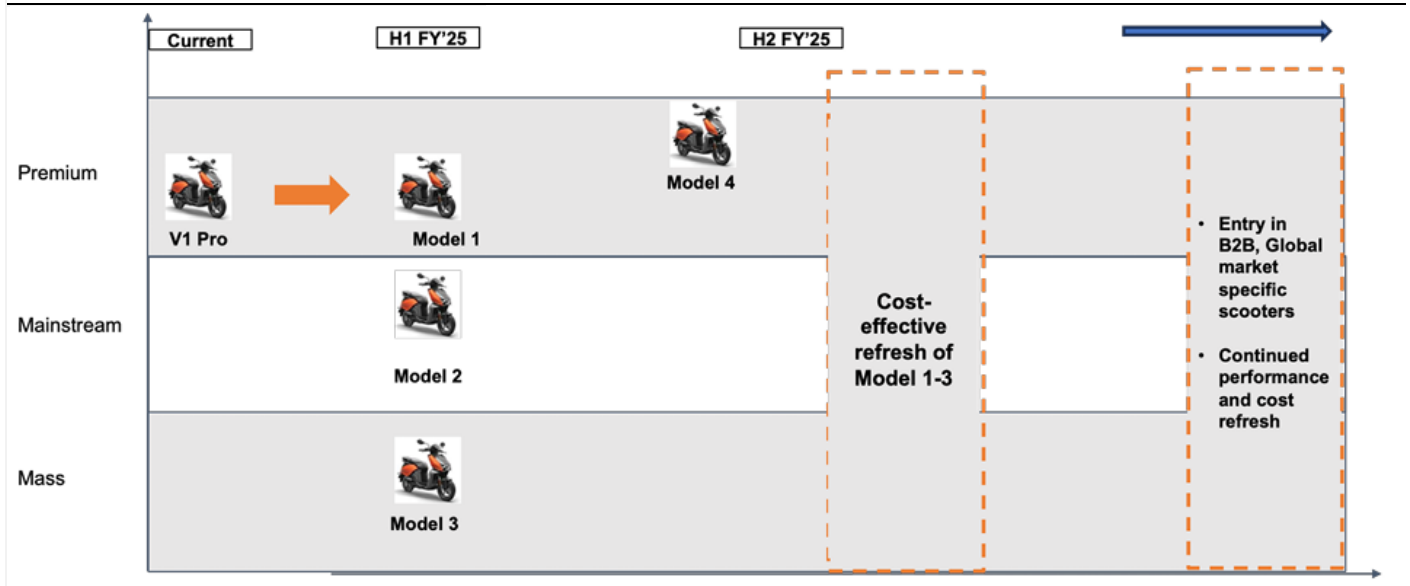 Current
H1 FY'25
H2 FY'25
Premium
V1 Pro
Model 1
Model 4
Mainstream
Model 2
Mass
Model 3
Cost-
effective
refresh of
Model 1-3
• Entry in
B2B, Global
market
specific
scooters
• Continued
performance
and cost
refresh